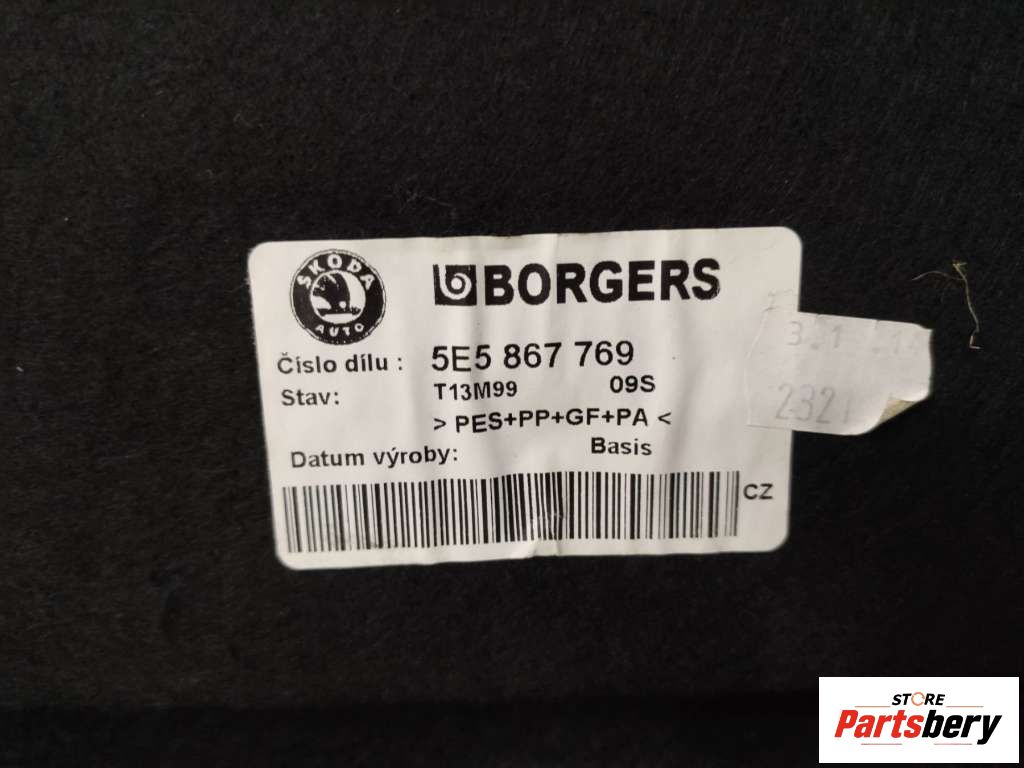 ŠKODA
AUTO
BORGERS
Číslo dílu : 5E5 867 769
Stav: T13M99 09S
> PES+PP+GF+PA <
Datum výroby: Basis
CZ
STORE
Partsbery